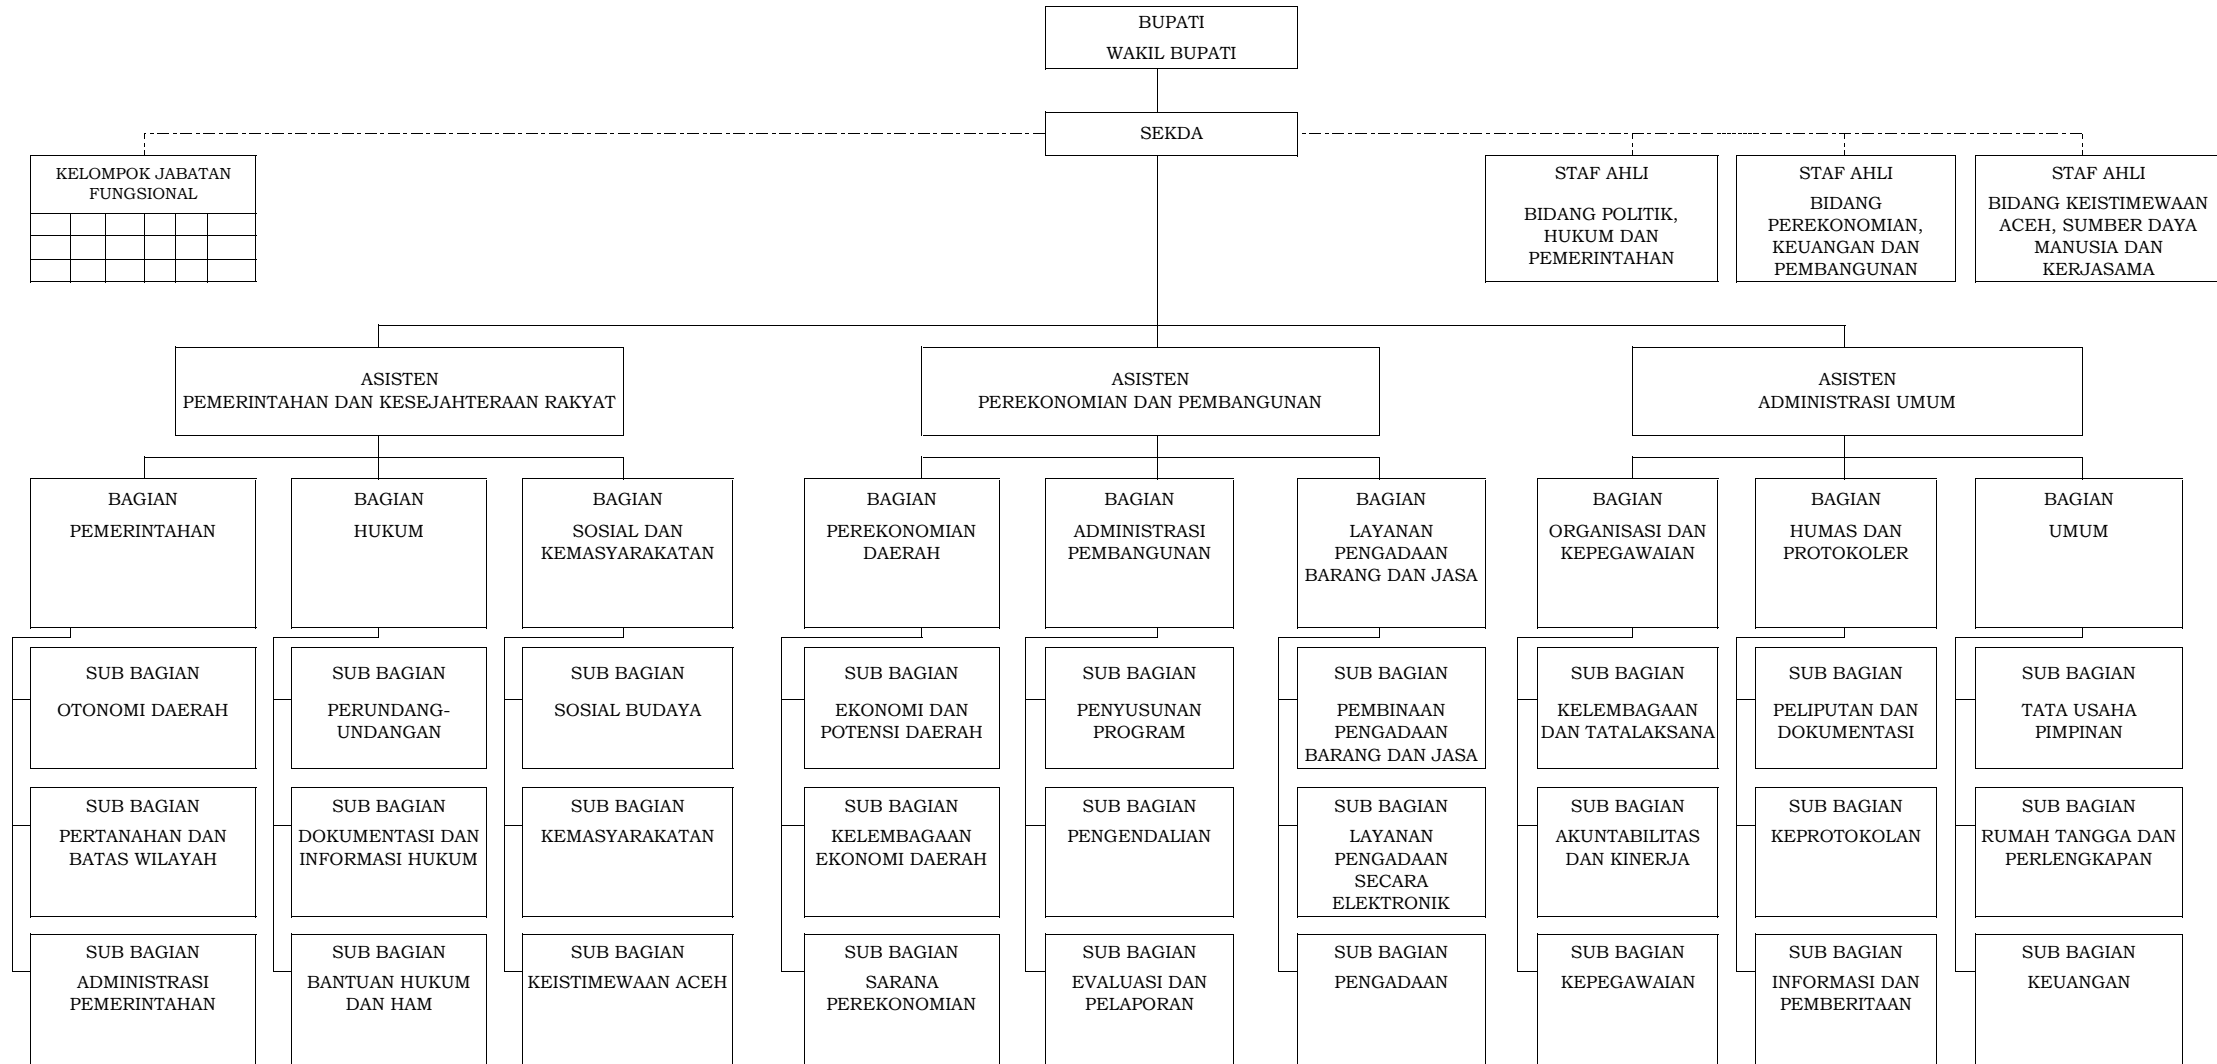 BUPATI
WAKIL BUPATI
SEKDA
KELOMPOK JABATAN
FUNGSIONAL
STAF AHLI
BIDANG POLITIK,
HUKUM DAN
PEMERINTAHAN
STAF AHLI
BIDANG
PEREKONOMIAN,
KEUANGAN DAN
PEMBANGUNAN
STAF AHLI
BIDANG KEISTIMEWAAN
ACEH, SUMBER DAYA
MANUSIA DAN
KERJASAMA
ASISTEN
PEMERINTAHAN DAN KESEJAHTERAAN RAKYAT
ASISTEN
PEREKONOMIAN DAN PEMBANGUNAN
ASISTEN
ADMINISTRASI UMUM
BAGIAN
PEMERINTAHAN
BAGIAN
HUKUM
BAGIAN
SOSIAL DAN
KEMASYARAKATAN
BAGIAN
PEREKONOMIAN
DAERAH
BAGIAN
ADMINISTRASI
PEMBANGUNAN
BAGIAN
LAYANAN
PENGADAAN
BARANG DAN JASA
BAGIAN
ORGANISASI DAN
KEPEGAWAIAN
BAGIAN
HUMAS DAN
PROTOKOLER
BAGIAN
UMUM
SUB BAGIAN
OTONOMI DAERAH
SUB BAGIAN
PERUNDANG-
UNDANGAN
SUB BAGIAN
SOSIAL BUDAYA
SUB BAGIAN
EKONOMI DAN
POTENSI DAERAH
SUB BAGIAN
PENYUSUNAN
PROGRAM
SUB BAGIAN
PEMBINAAN
PENGADAAN
BARANG DAN JASA
SUB BAGIAN
KELEMBAGAAN
DAN TATALAKSANA
SUB BAGIAN
PELIPUTAN DAN
DOKUMENTASI
SUB BAGIAN
TATA USAHA
PIMPINAN
SUB BAGIAN
PERTANAHAN DAN
BATAS WILAYAH
SUB BAGIAN
DOKUMENTASI DAN
INFORMASI HUKUM
SUB BAGIAN
KEMASYARAKATAN
SUB BAGIAN
KELEMBAGAAN
EKONOMI DAERAH
SUB BAGIAN
PENGENDALIAN
SUB BAGIAN
LAYANAN
PENGADAAN
SECARA
ELEKTRONIK
SUB BAGIAN
AKUNTABILITAS
DAN KINERJA
SUB BAGIAN
KEPROTOKOLAN
SUB BAGIAN
RUMAH TANGGA DAN
PERLENGKAPAN
SUB BAGIAN
ADMINISTRASI
PEMERINTAHAN
SUB BAGIAN
BANTUAN HUKUM
DAN HAM
SUB BAGIAN
KEISTIMEWAAN ACEH
SUB BAGIAN
SARANA
PEREKONOMIAN
SUB BAGIAN
EVALUASI DAN
PELAPORAN
SUB BAGIAN
PENGADAAN
SUB BAGIAN
KEPEGAWAIAN
SUB BAGIAN
INFORMASI DAN
PEMBERITAAN
SUB BAGIAN
KEUANGAN